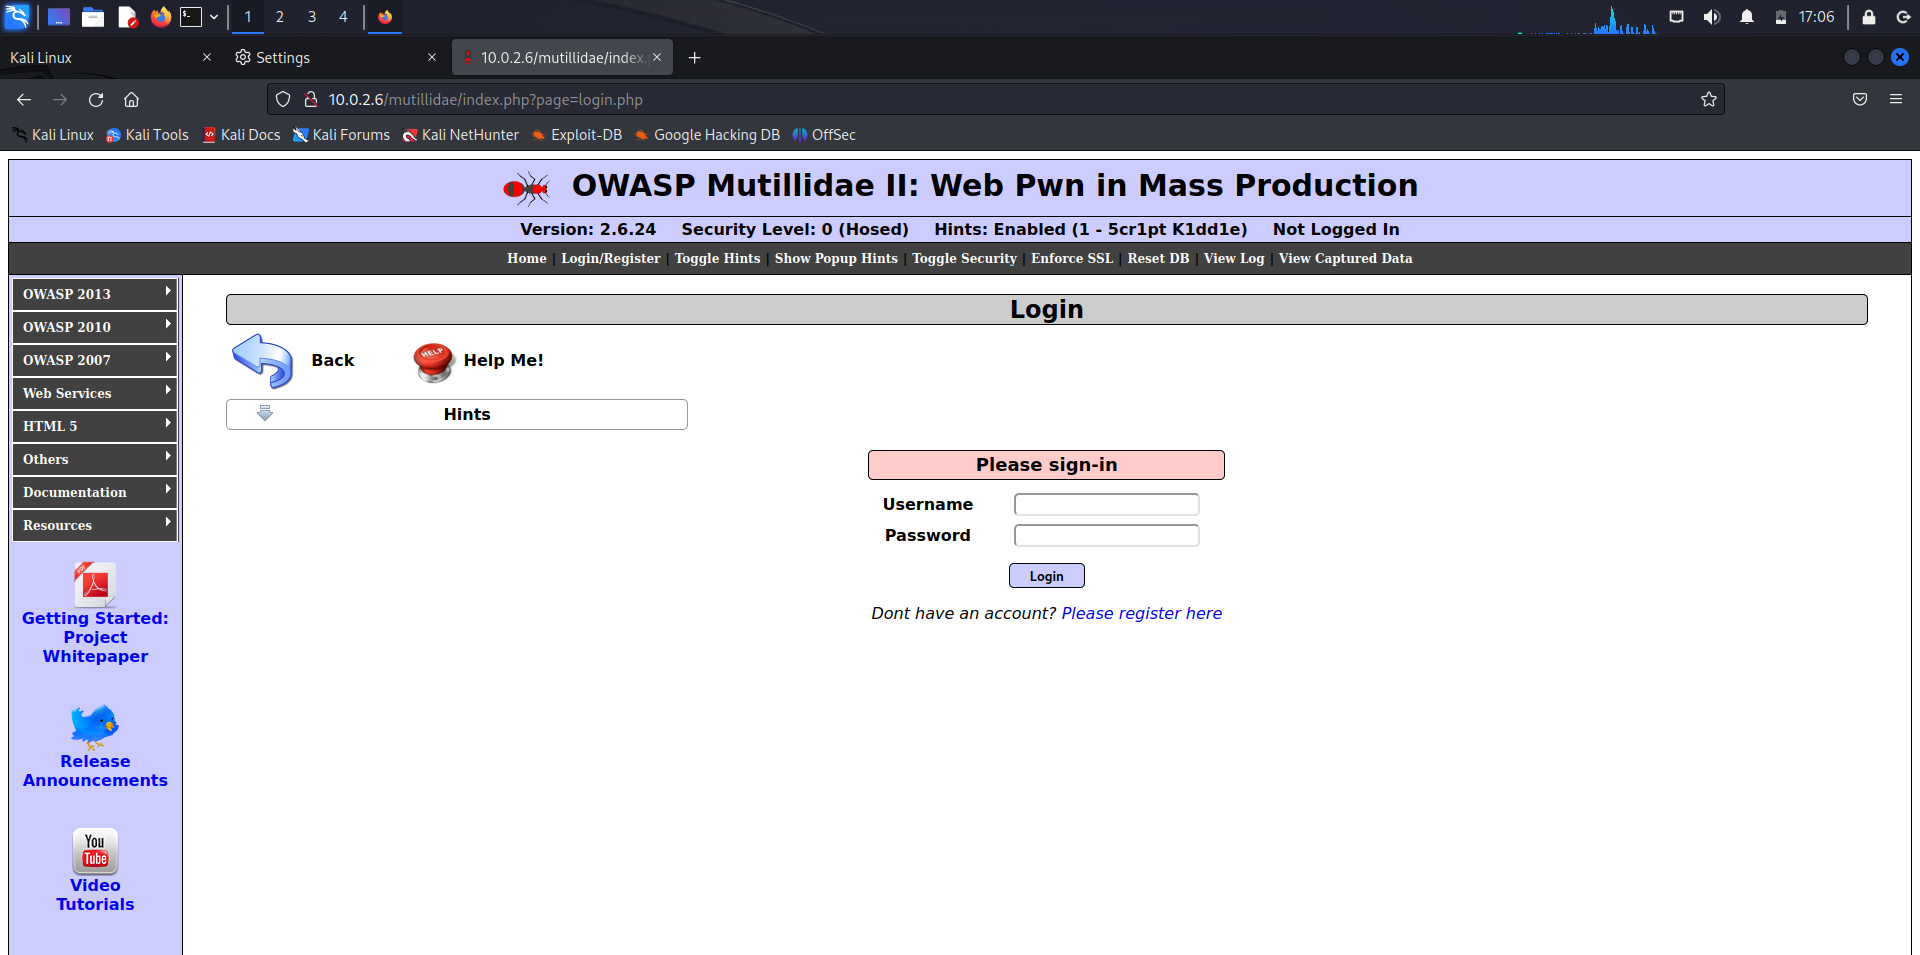 1 2 3 4 17:06
Kali Linux Settings 10.0.2.6/mutillidae/index.
10.0.2.6/mutillidae/index.php?page=login.php
Kali Linux Kali Tools Kali Docs Kali Forums Kali NetHunter Exploit-DB Google Hacking DB OffSec
OWASP Mutillidae II: Web Pwn in Mass Production
Version: 2.6.24 Security Level: 0 (Hosed) Hints: Enabled (1 - 5cr1pt K1dd1e) Not Logged In
Home | Login/Register | Toggle Hints | Show Popup Hints | Toggle Security | Enforce SSL | Reset DB | View Log | View Captured Data
OWASP 2013
OWASP 2010
OWASP 2007
Web Services
HTML 5
Others
Documentation
Resources
PDF
Getting Started:
Project
Whitepaper
Release
Announcements
You
Tube
Video
Tutorials
Login
Back HELP Help Me!
Hints
Please sign-in
Username
Password
Login
Dont have an account? Please register here